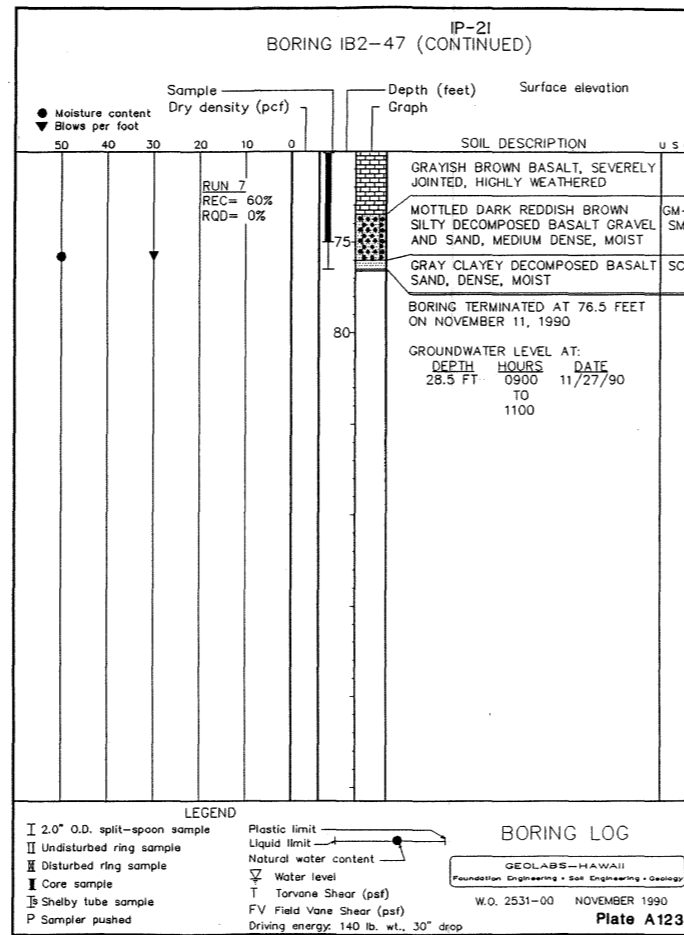 IP-21
BORING IB2-47 (CONTINUED)
Sample
Depth (feet)
Surface elevation
Dry density (pcf)
Graph
● Moisture content
▼ Blows per foot
50 40 30 20 10 0
SOIL DESCRIPTION
U S
RUN 7
REC= 60%
RQD= 0%
GRAYISH BROWN BASALT, SEVERELY
JOINTED, HIGHLY WEATHERED
MOTTLED DARK REDDISH BROWN
SILTY DECOMPOSED BASALT GRAVEL
AND SAND, MEDIUM DENSE, MOIST
GM-
SM
75
GRAY CLAYEY DECOMPOSED BASALT
SAND, DENSE, MOIST
SC
BORING TERMINATED AT 76.5 FEET
ON NOVEMBER 11, 1990
80
GROUNDWATER LEVEL AT:
DEPTH HOURS DATE
28.5 FT 0900 11/27/90
TO
1100
LEGEND
2.0" O.D. split-spoon sample
Undisturbed ring sample
Disturbed ring sample
Core sample
Ts Shelby tube sample
P Sampler pushed
Plastic limit
Liquid limit
Natural water content
Water level
T Torvane Shear (psf)
FV Field Vane Shear (psf)
Driving energy: 140 lb. wt., 30" drop
BORING LOG
GEOLABS-HAWAII
Foundation Engineering • Soil Engineering • Geology
W.O. 2531-00 NOVEMBER 1990
Plate A123